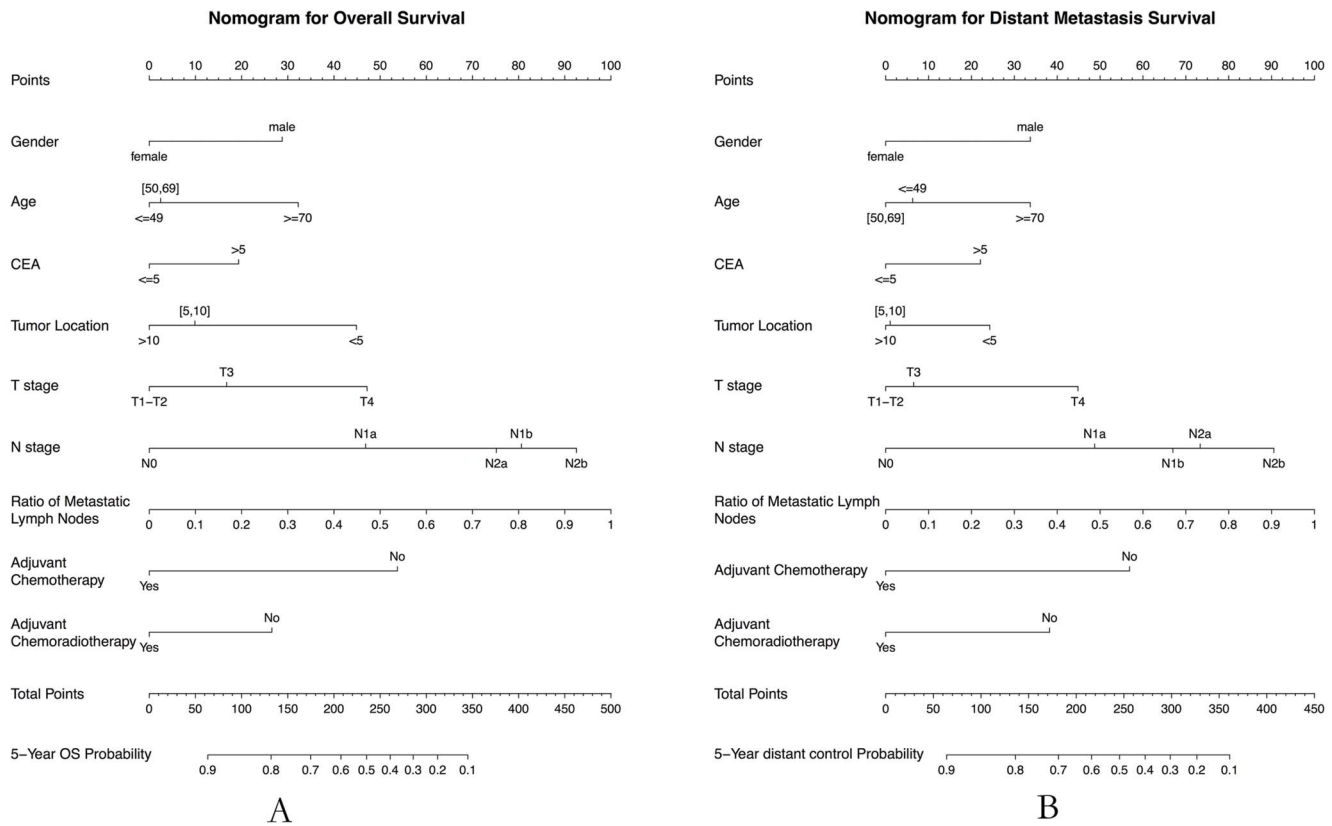 Nomogram for Overall Survival
0 10 20 30 40 50 60 70 80 90 100
Points
male
Gender
female
[50,69]
Age
<=49 >=70
>5
CEA
<=5
[5,10]
Tumor Location
>10 <5
T3
T stage
T1−T2 T4
N1a N1b
N stage
N0 N2a N2b
Ratio of Metastatic
Lymph Nodes
0 0.1 0.2 0.3 0.4 0.5 0.6 0.7 0.8 0.9 1
No
Adjuvant
Chemotherapy
Yes
No
Adjuvant
Chemoradiotherapy
Yes
Total Points
0 50 100 150 200 250 300 350 400 450 500
5−Year OS Probability
0.9 0.8 0.7 0.6 0.5 0.4 0.3 0.2 0.1
A
Nomogram for Distant Metastasis Survival
0 10 20 30 40 50 60 70 80 90 100
Points
male
Gender
female
<=49
Age
[50,69] >=70
>5
CEA
<=5
[5,10]
Tumor Location
>10 <5
T3
T stage
T1−T2 T4
N1a N2a
N stage
N0 N1b N2b
Ratio of Metastatic Lymph
Nodes
0 0.1 0.2 0.3 0.4 0.5 0.6 0.7 0.8 0.9 1
No
Adjuvant Chemotherapy
Yes
No
Adjuvant
Chemoradiotherapy
Yes
Total Points
0 50 100 150 200 250 300 350 400 450
5−Year distant control Probability
0.9 0.8 0.7 0.6 0.5 0.4 0.3 0.2 0.1
B